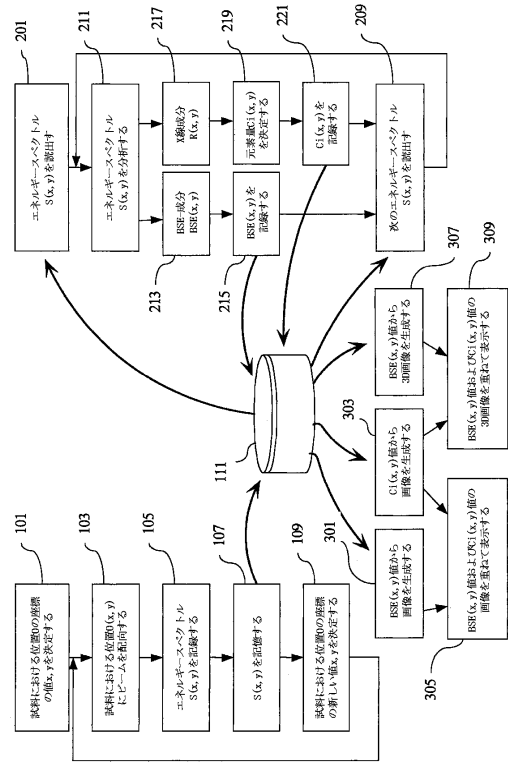 101
試料における位置Oの座標
の値x,yを決定する
103
試料における位置O(x,y)
にビームを配向する
105
エネルギースペクトル
S(x,y)を記録する
107
S(x,y)を記憶する
109
試料における位置Oの座標
の新しい値x,yを決定する
111
201
エネルギースペクトル
S(x,y)を読出す
211
エネルギースペクトル
S(x,y)を分析する
213
BSE-成分
BSE(x,y)
217
X線成分
R(x,y)
215
BSE(x,y)を
記録する
219
元素量Ci(x,y)
を決定する
221
Ci(x,y)を
記録する
209
次のエネルギースペクトル
S(x,y)を読出す
301
BSE(x,y)値から
画像を生成する
303
Ci(x,y)値から
画像を生成する
307
BSE(x,y)値から
3D画像を生成する
305
BSE(x,y)値およびCi(x,y)値の
画像を重ねて表示する
309
BSE(x,y)値およびCi(x,y)値の
3D画像を重ねて表示する